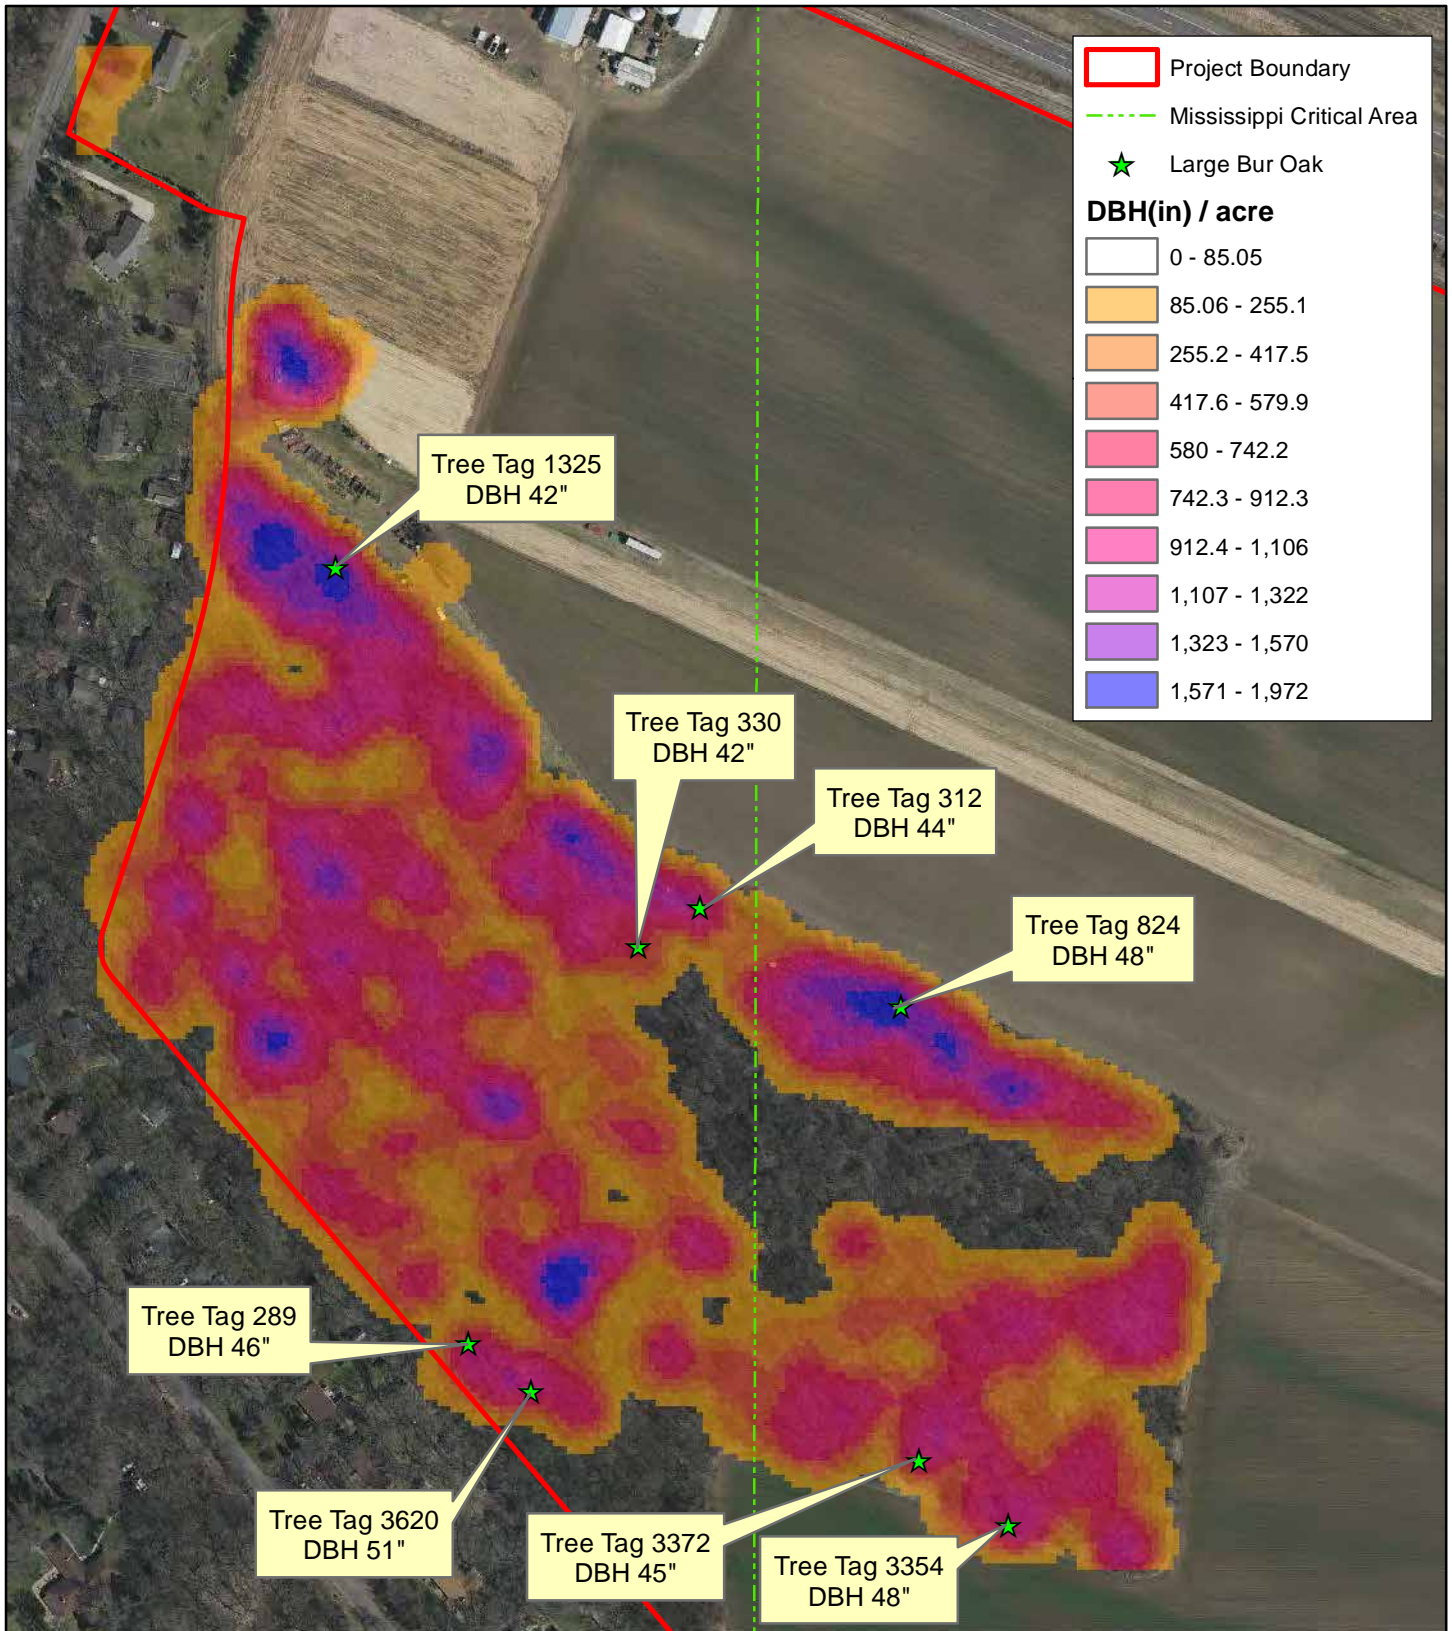 Project Boundary
Mississippi Critical Area
Large Bur Oak
DBH(in) / acre
0 - 85.05
85.06 - 255.1
255.2 - 417.5
417.6 - 579.9
580 - 742.2
742.3 - 912.3
912.4 - 1,106
1,107 - 1,322
1,323 - 1,570
1,571 - 1,972
Tree Tag 1325
DBH 42"
Tree Tag 330
DBH 42"
Tree Tag 312
DBH 44"
Tree Tag 824
DBH 48"
Tree Tag 289
DBH 46"
Tree Tag 3620
DBH 51"
Tree Tag 3372
DBH 45"
Tree Tag 3354
DBH 48"